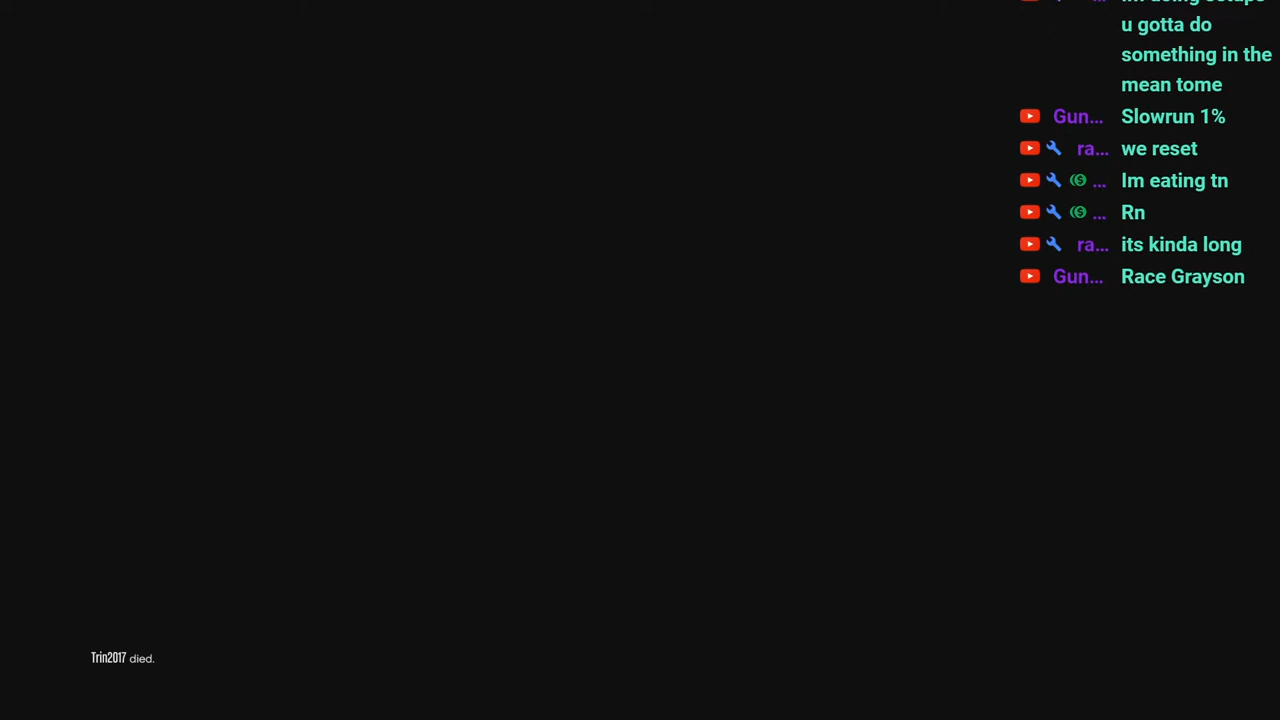 u gotta do
something in the
mean tome
Gun... Slowrun 1%
ra... we reset
... Im eating tn
... Rn
ra... its kinda long
Gun... Race Grayson
Trin2017 died.